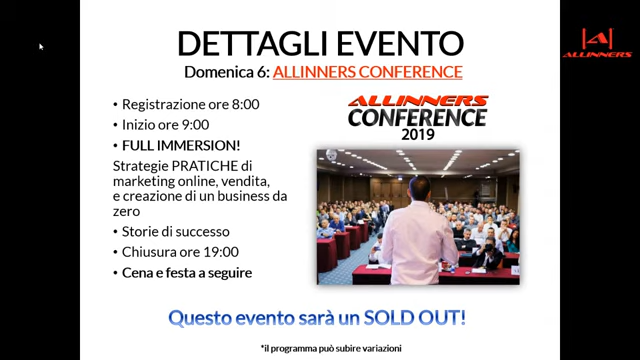 DETTAGLI EVENTO
Domenica 6: ALLINNERS CONFERENCE
• Registrazione ore 8:00
• Inizio ore 9:00
• FULL IMMERSION!
Strategie PRATICHE di
marketing online, vendita,
e creazione di un business da
zero
• Storie di successo
• Chiusura ore 19:00
• Cena e festa a seguire
ALLINNERS
CONFERENCE
2019
Questo evento sarà un SOLD OUT!
*il programma può subire variazioni
ALLINNERS